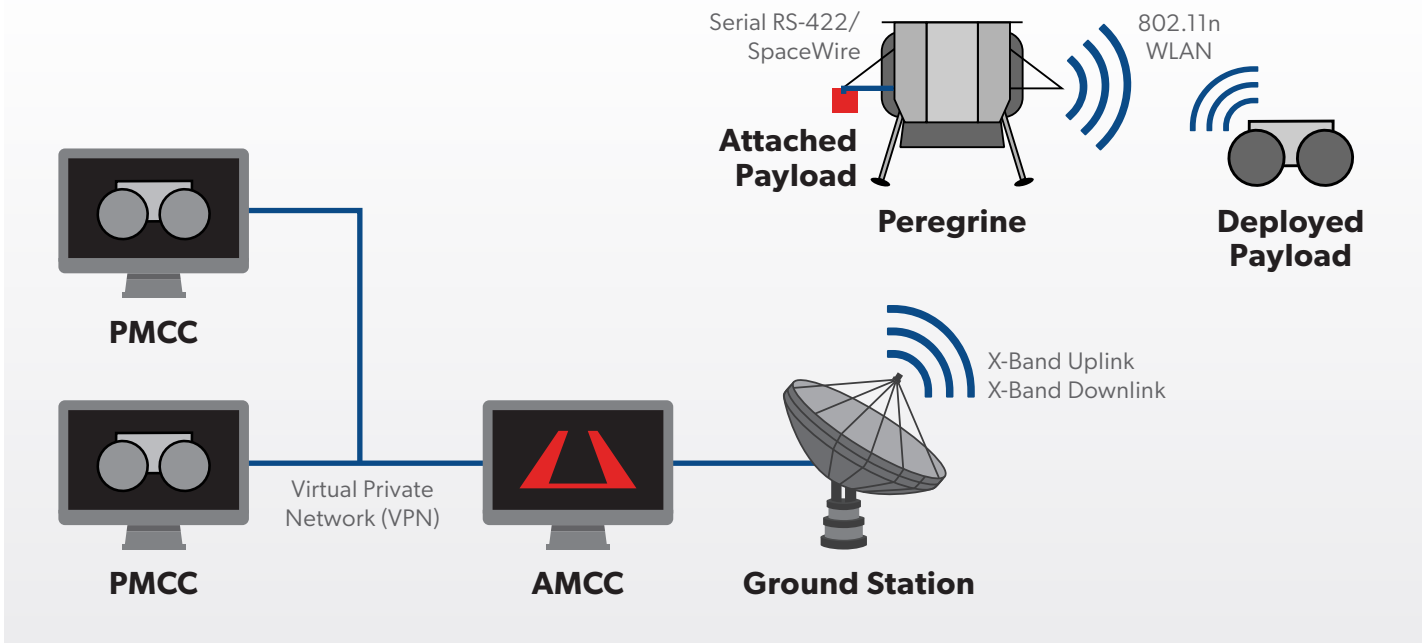 Serial RS-422/
SpaceWire
802.11n
WLAN
Attached
Payload
Peregrine
Deployed
Payload
PMCC
X-Band Uplink
X-Band Downlink
Virtual Private
Network (VPN)
PMCC
AMCC
Ground Station